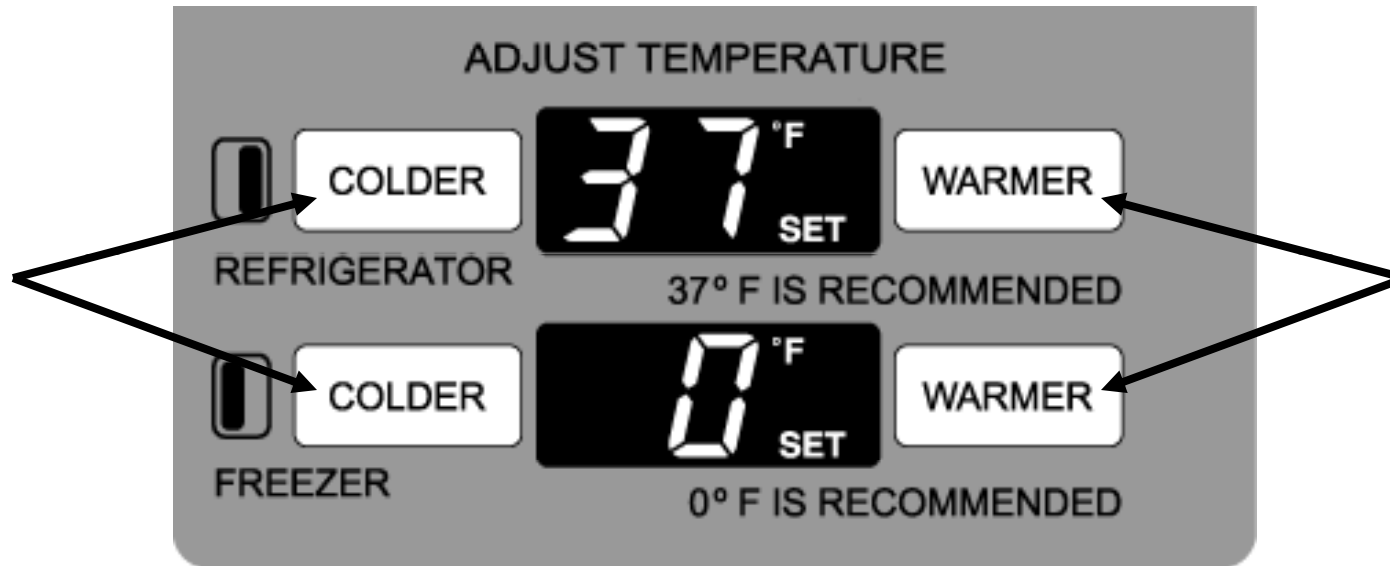 ADJUST TEMPERATURE
COLDER 37 °F SET WARMER
REFRIGERATOR
37° F IS RECOMMENDED
COLDER 0 °F SET WARMER
FREEZER
0° F IS RECOMMENDED